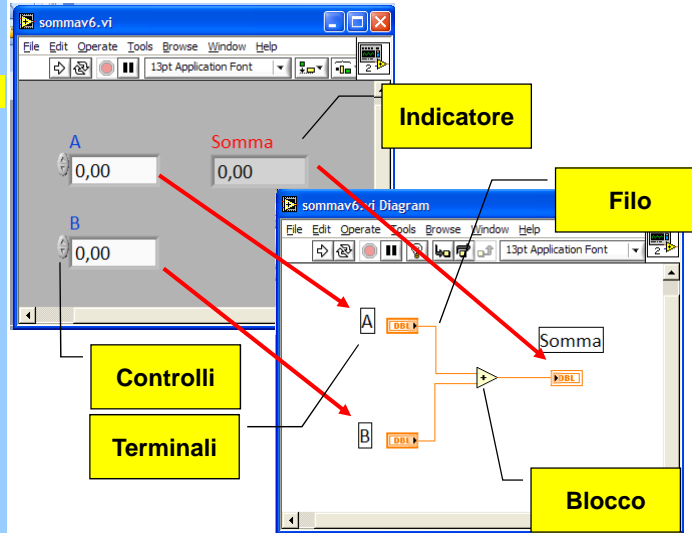 sommav6.vi
File Edit Operate Tools Browse Window Help
13pt Application Font
2
Indicatore
A
Somma
0,00
0,00
B
0,00
Filo
sommav6.vi Diagram
File Edit Operate Tools Browse Window Help
13pt Application Font
2
A
DBL
Somma
DBL
B
DBL
Controlli
Terminali
Blocco